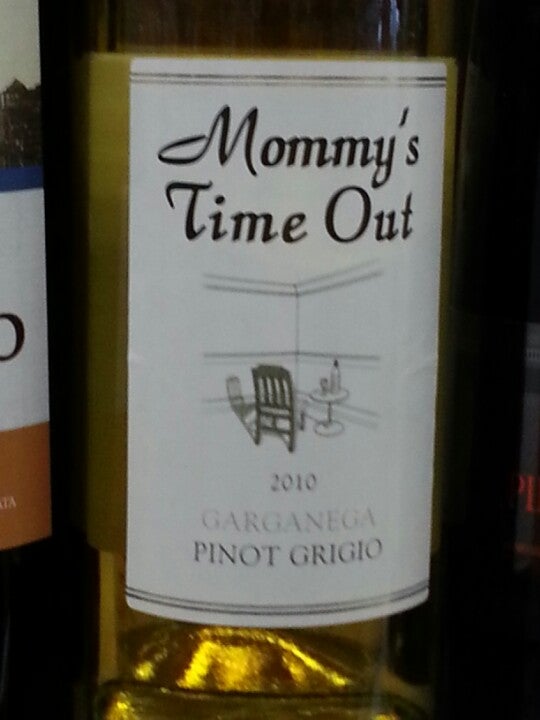 Mommy's
Time Out
2010
GARGANEGA
PINOT GRIGIO